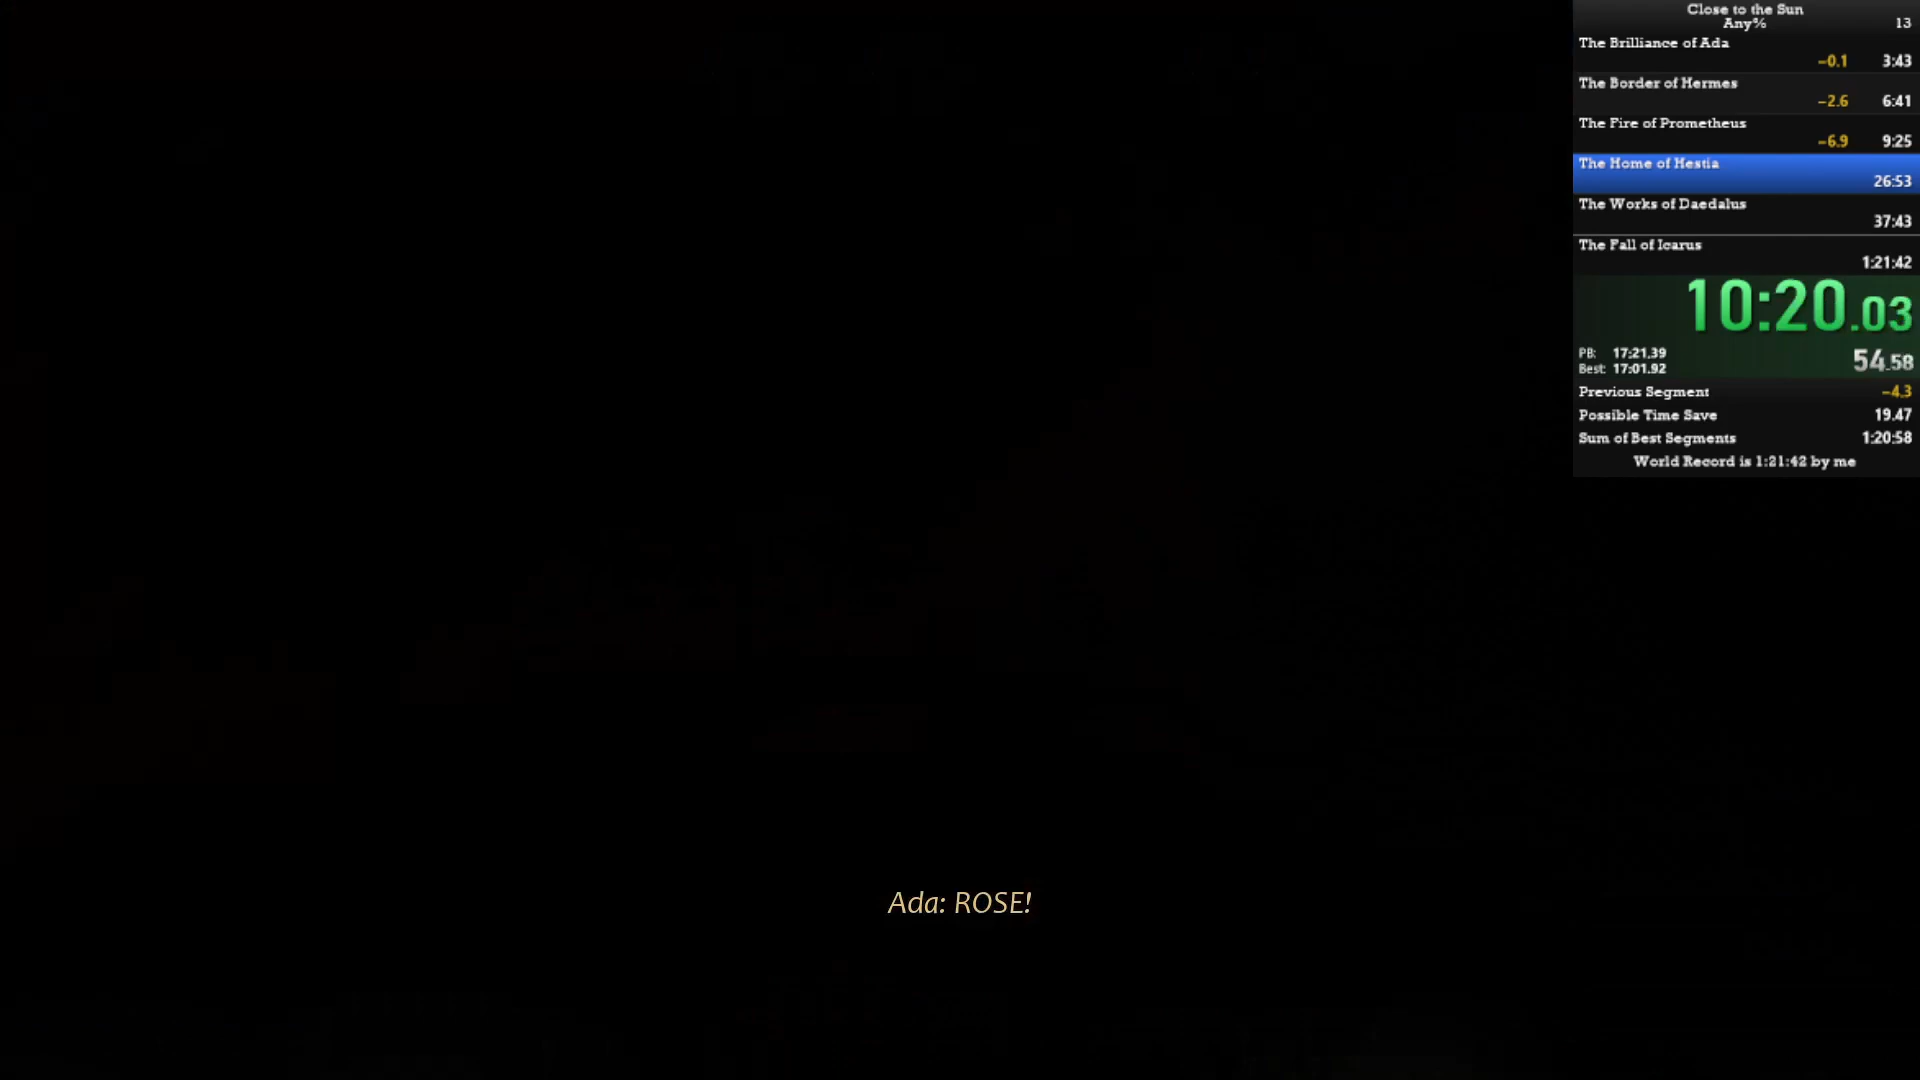 Close to the Sun
Any%
13
The Brilliance of Ada
-0.1 3:43
The Border of Hermes
-2.6 6:41
The Fire of Prometheus
-6.9 9:25
The Home of Hestia
26:53
The Works of Daedalus
37:43
The Fall of Icarus
1:21:42
10:20.03
PB: 17:21.39
Best: 17:01.92
54.58
Previous Segment -4.3
Possible Time Save 19.47
Sum of Best Segments 1:20:58
World Record is 1:21:42 by me
Ada: ROSE!